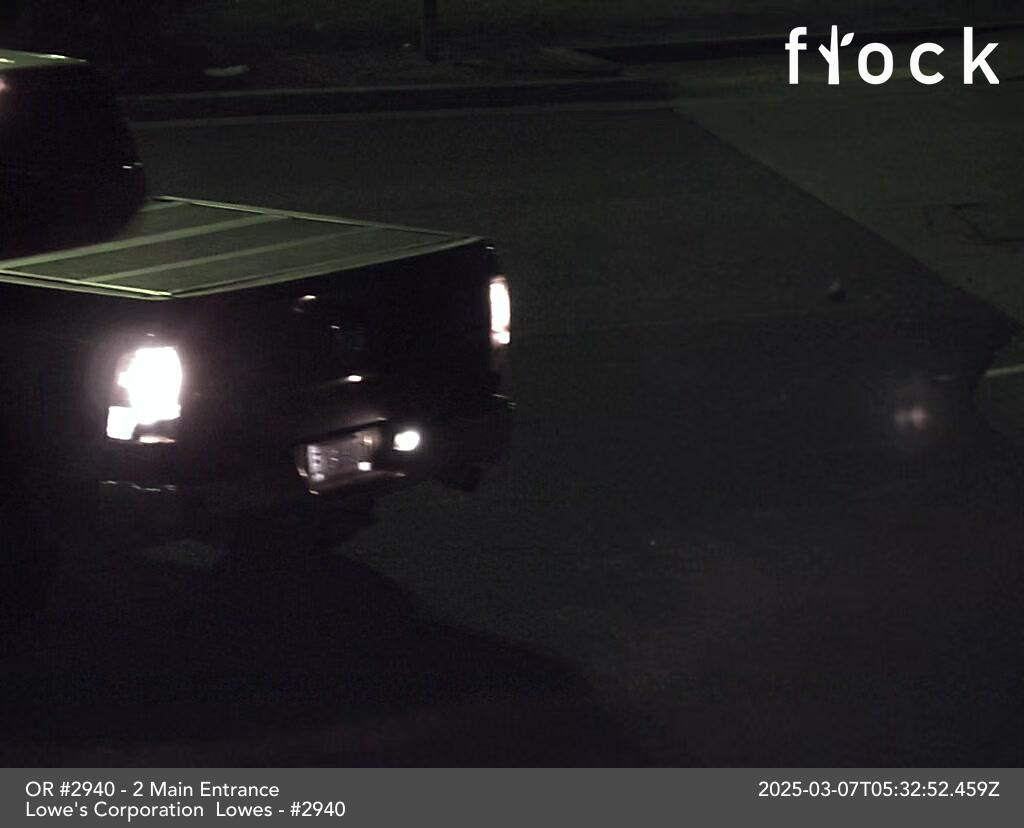 flock
OR #2940 - 2 Main Entrance
2025-03-07T05:32:52.459Z
Lowe's Corporation Lowes - #2940